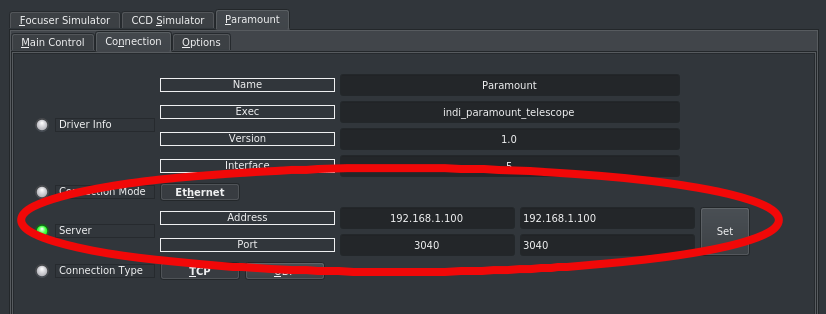 Focuser Simulator CCD Simulator Paramount
Main Control Connection Options
Name Paramount
Exec indi_paramount_telescope
Driver Info
Version 1.0
Interface 5
Connection Mode Ethernet
Address 192.168.1.100 192.168.1.100
Server Set
Port 3040 3040
Connection Type TCP